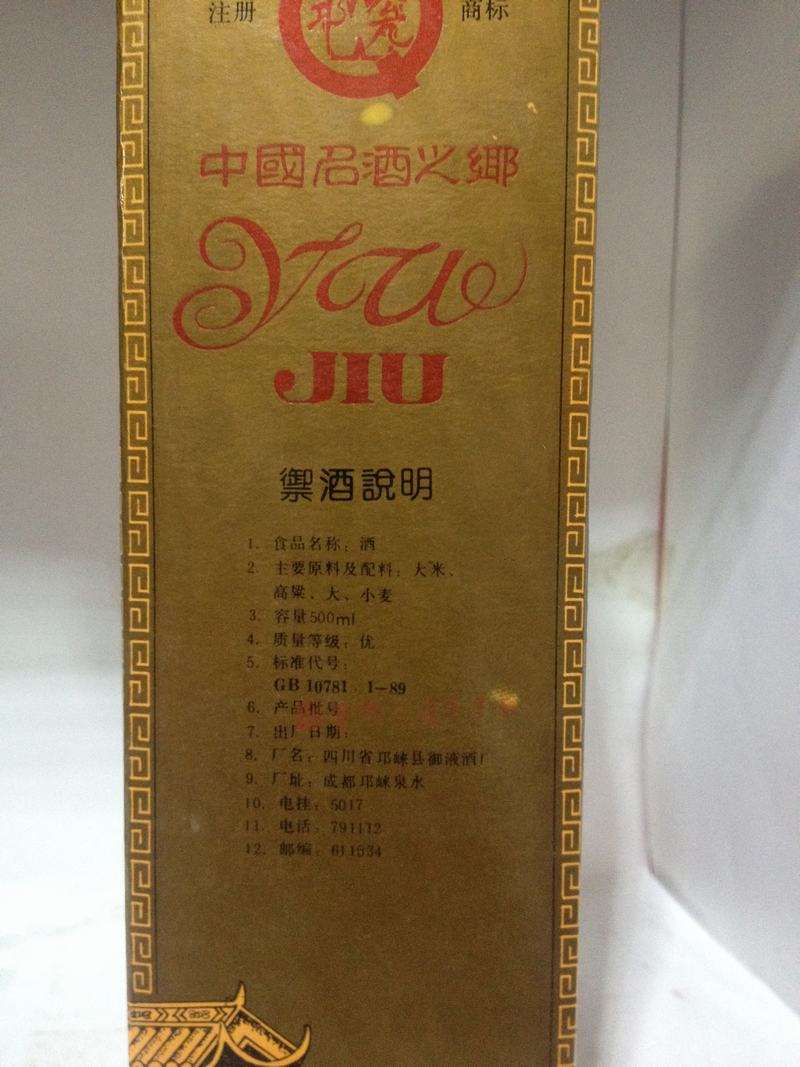 注册 商标
中國名酒之鄉
YU
JIU
禦酒說明
1. 食品名称：酒
2. 主要原料及配料：大米、
高粱、大、小麦
3. 容量500ml
4. 质量等级：优
5. 标准代号：
GB 10781 1-89
6. 产品批号
7. 出厂日期：
8. 厂名：四川省邛崃县御液酒厂
9. 厂址：成都邛崃泉水
10. 电挂：5017
11. 电话：791112
12. 邮编：611534